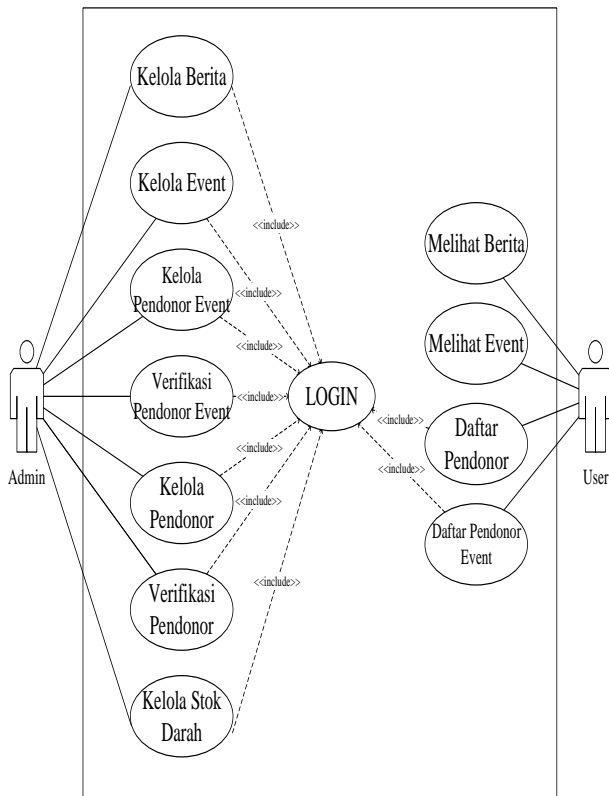 Kelola Berita
Kelola Event
<<include>>
Melihat Berita
Kelola
Pendonor Event
<<include>>
Melihat Event
<<include>>
Verifikasi
Pendonor Event
<<include>>
LOGIN
<<include>>
Daftar
Pendonor
Admin
User
<<include>>
<<include>>
Kelola
Pendonor
<<include>>
Daftar Pendonor
Event
Verifikasi
Pendonor
<<include>>
Kelola Stok
Darah